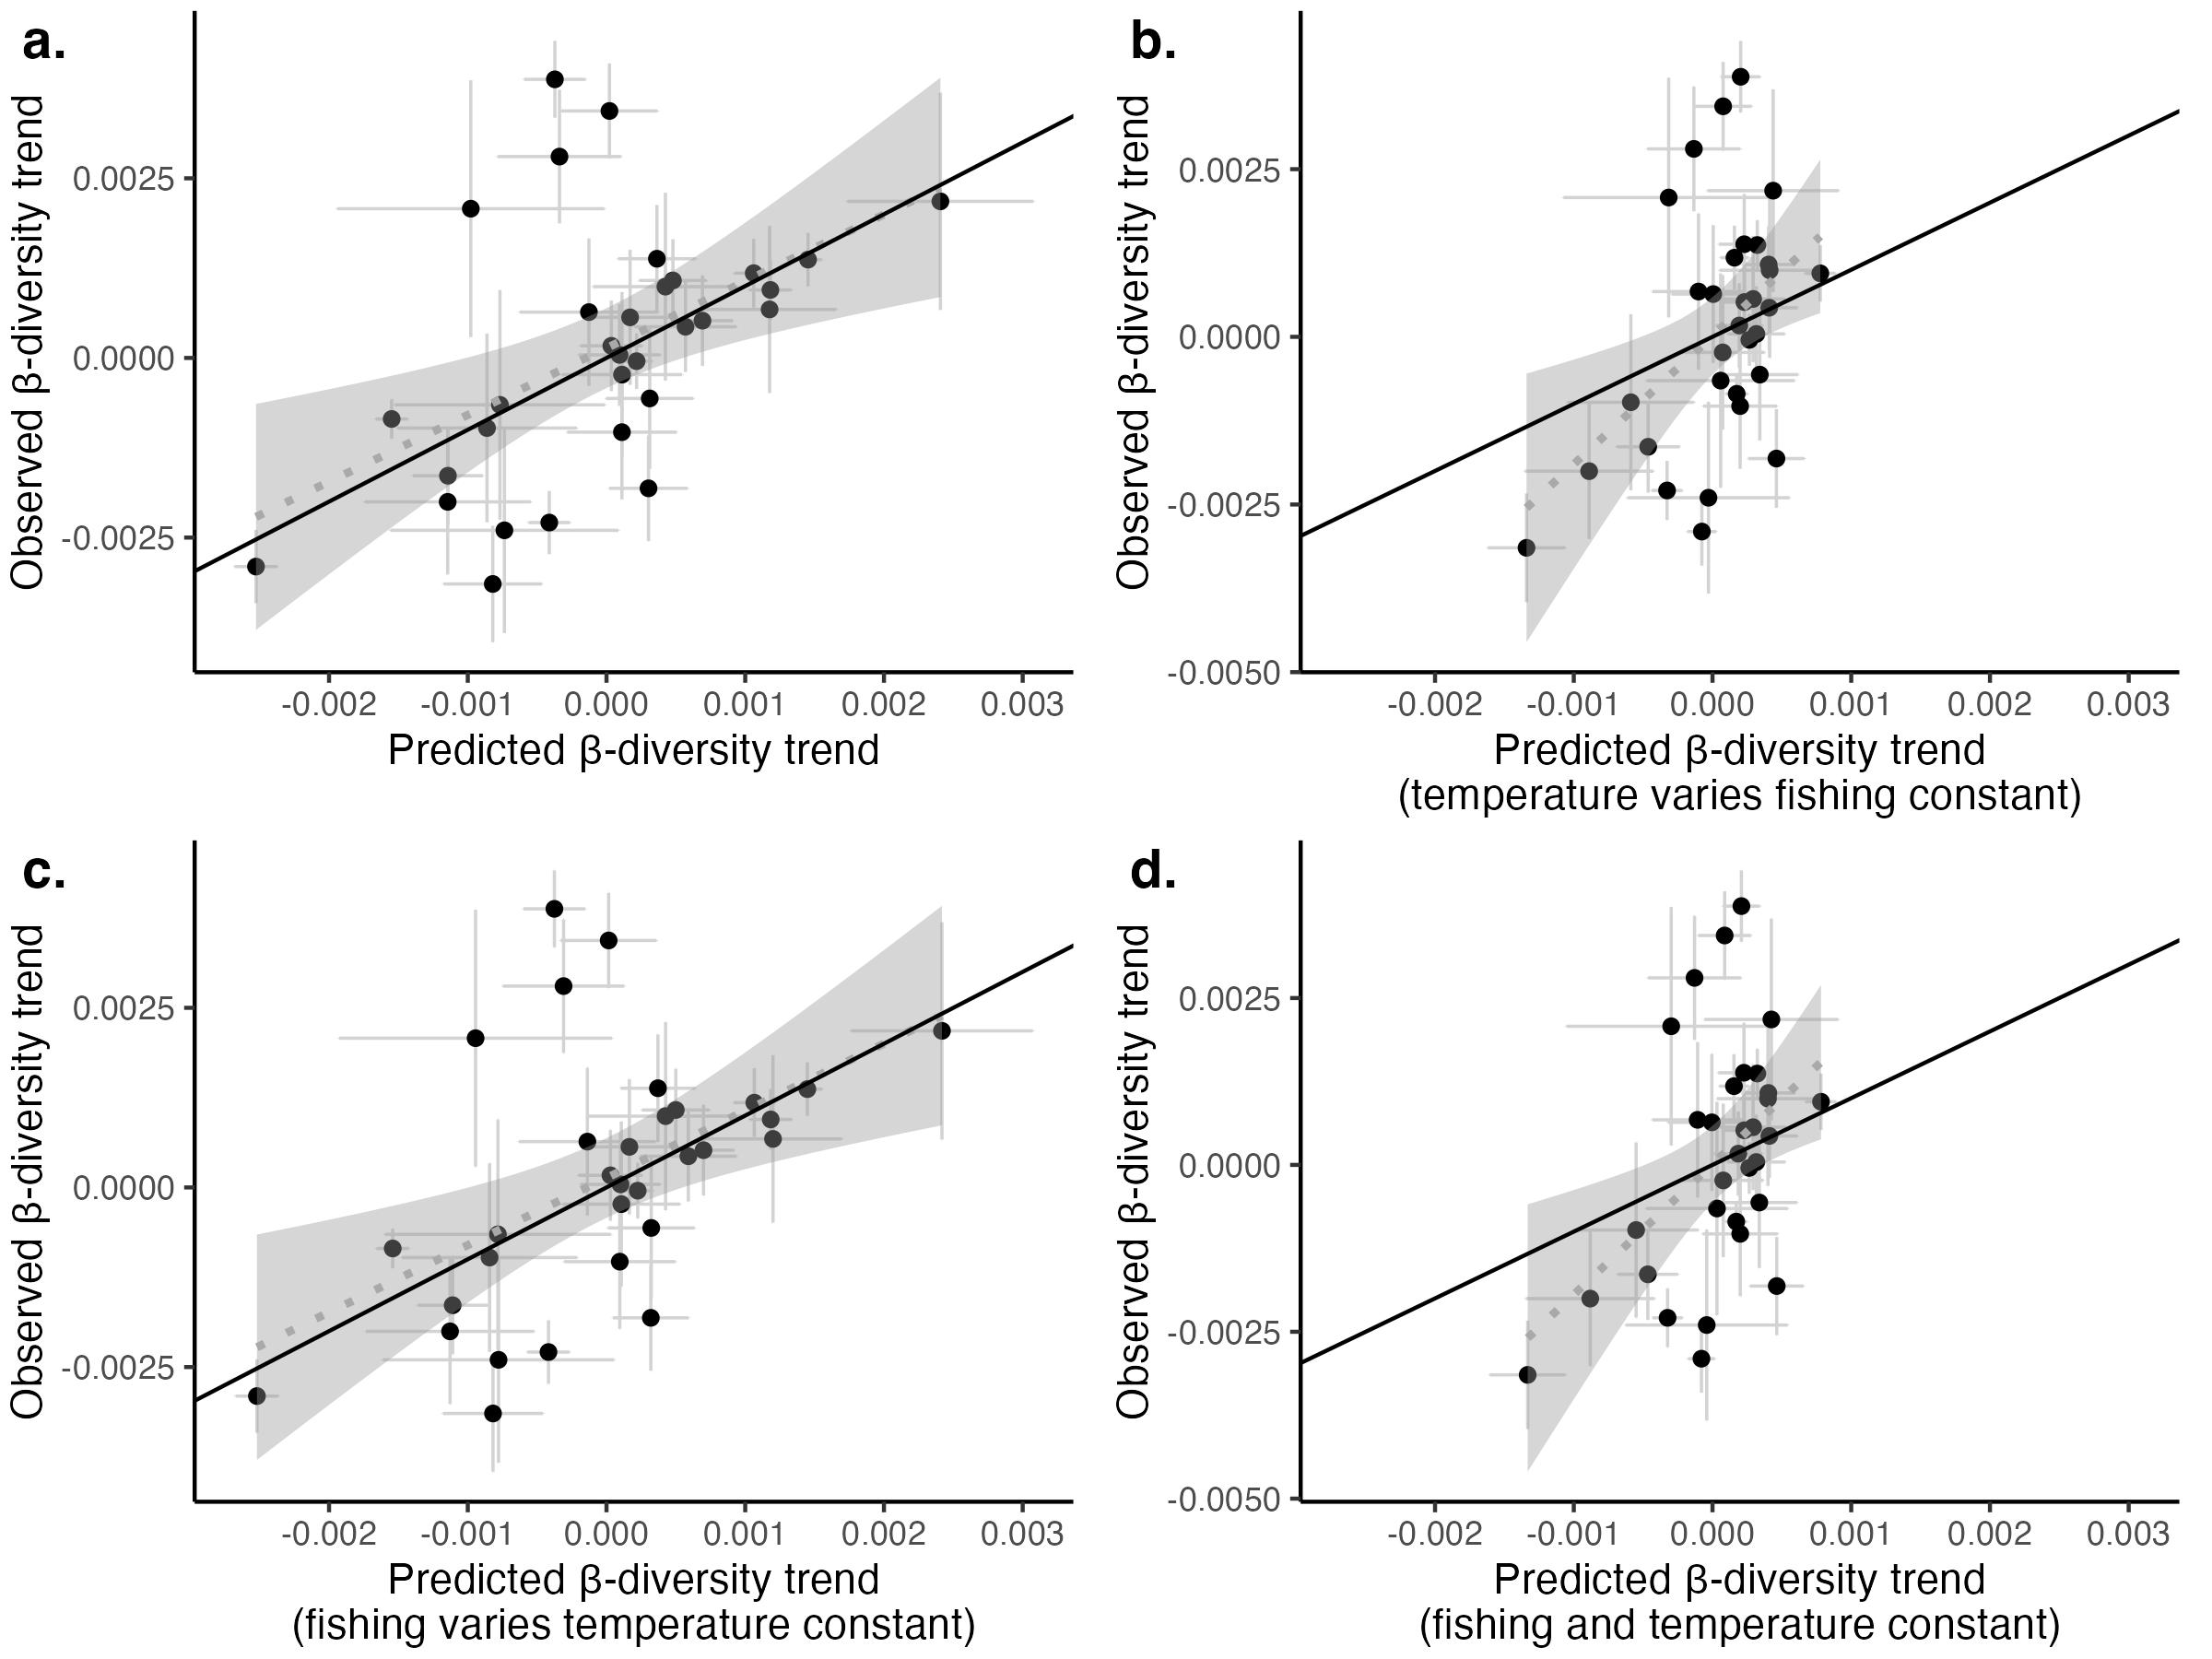 a.
Observed β-diversity trend
0.0025
0.0000
-0.0025
-0.002 -0.001 0.000 0.001 0.002 0.003
Predicted β-diversity trend
b.
Observed β-diversity trend
0.0025
0.0000
-0.0025
-0.0050
-0.002 -0.001 0.000 0.001 0.002 0.003
Predicted β-diversity trend
(temperature varies fishing constant)
c.
Observed β-diversity trend
0.0025
0.0000
-0.0025
-0.002 -0.001 0.000 0.001 0.002 0.003
Predicted β-diversity trend
(fishing varies temperature constant)
d.
Observed β-diversity trend
0.0025
0.0000
-0.0025
-0.0050
-0.002 -0.001 0.000 0.001 0.002 0.003
Predicted β-diversity trend
(fishing and temperature constant)